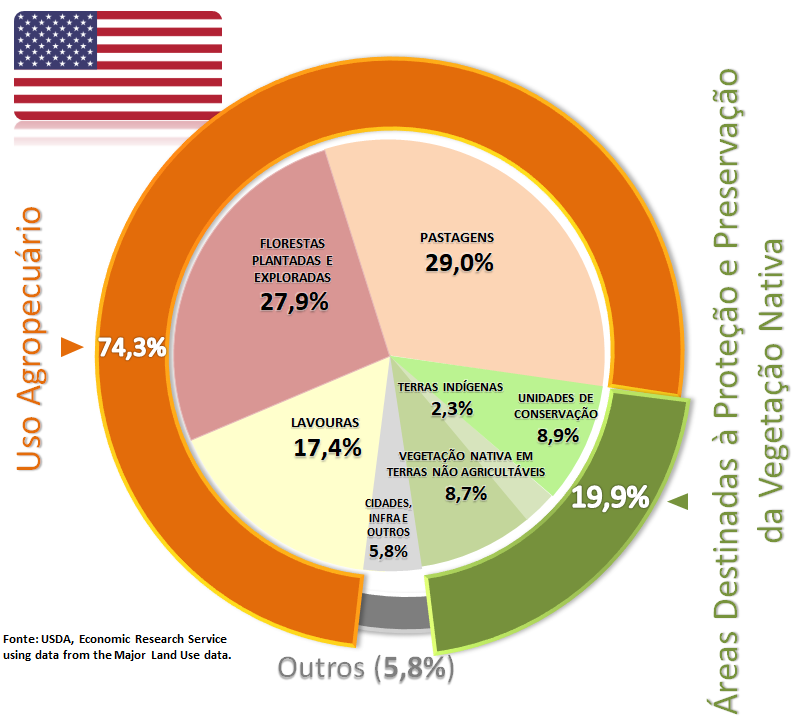 Uso Agropecuário
74,3%
FLORESTAS
PLANTADAS E
EXPLORADAS
27,9%
PASTAGENS
29,0%
TERRAS INDÍGENAS
2,3%
UNIDADES DE
CONSERVAÇÃO
8,9%
LAVOURAS
17,4%
VEGETAÇÃO NATIVA EM
TERRAS NÃO AGRICULTÁVEIS
8,7%
CIDADES,
INFRA E
OUTROS
5,8%
19,9%
Áreas Destinadas à Proteção e Preservação
da Vegetação Nativa
Outros (5,8%)
Fonte: USDA, Economic Research Service
using data from the Major Land Use data.